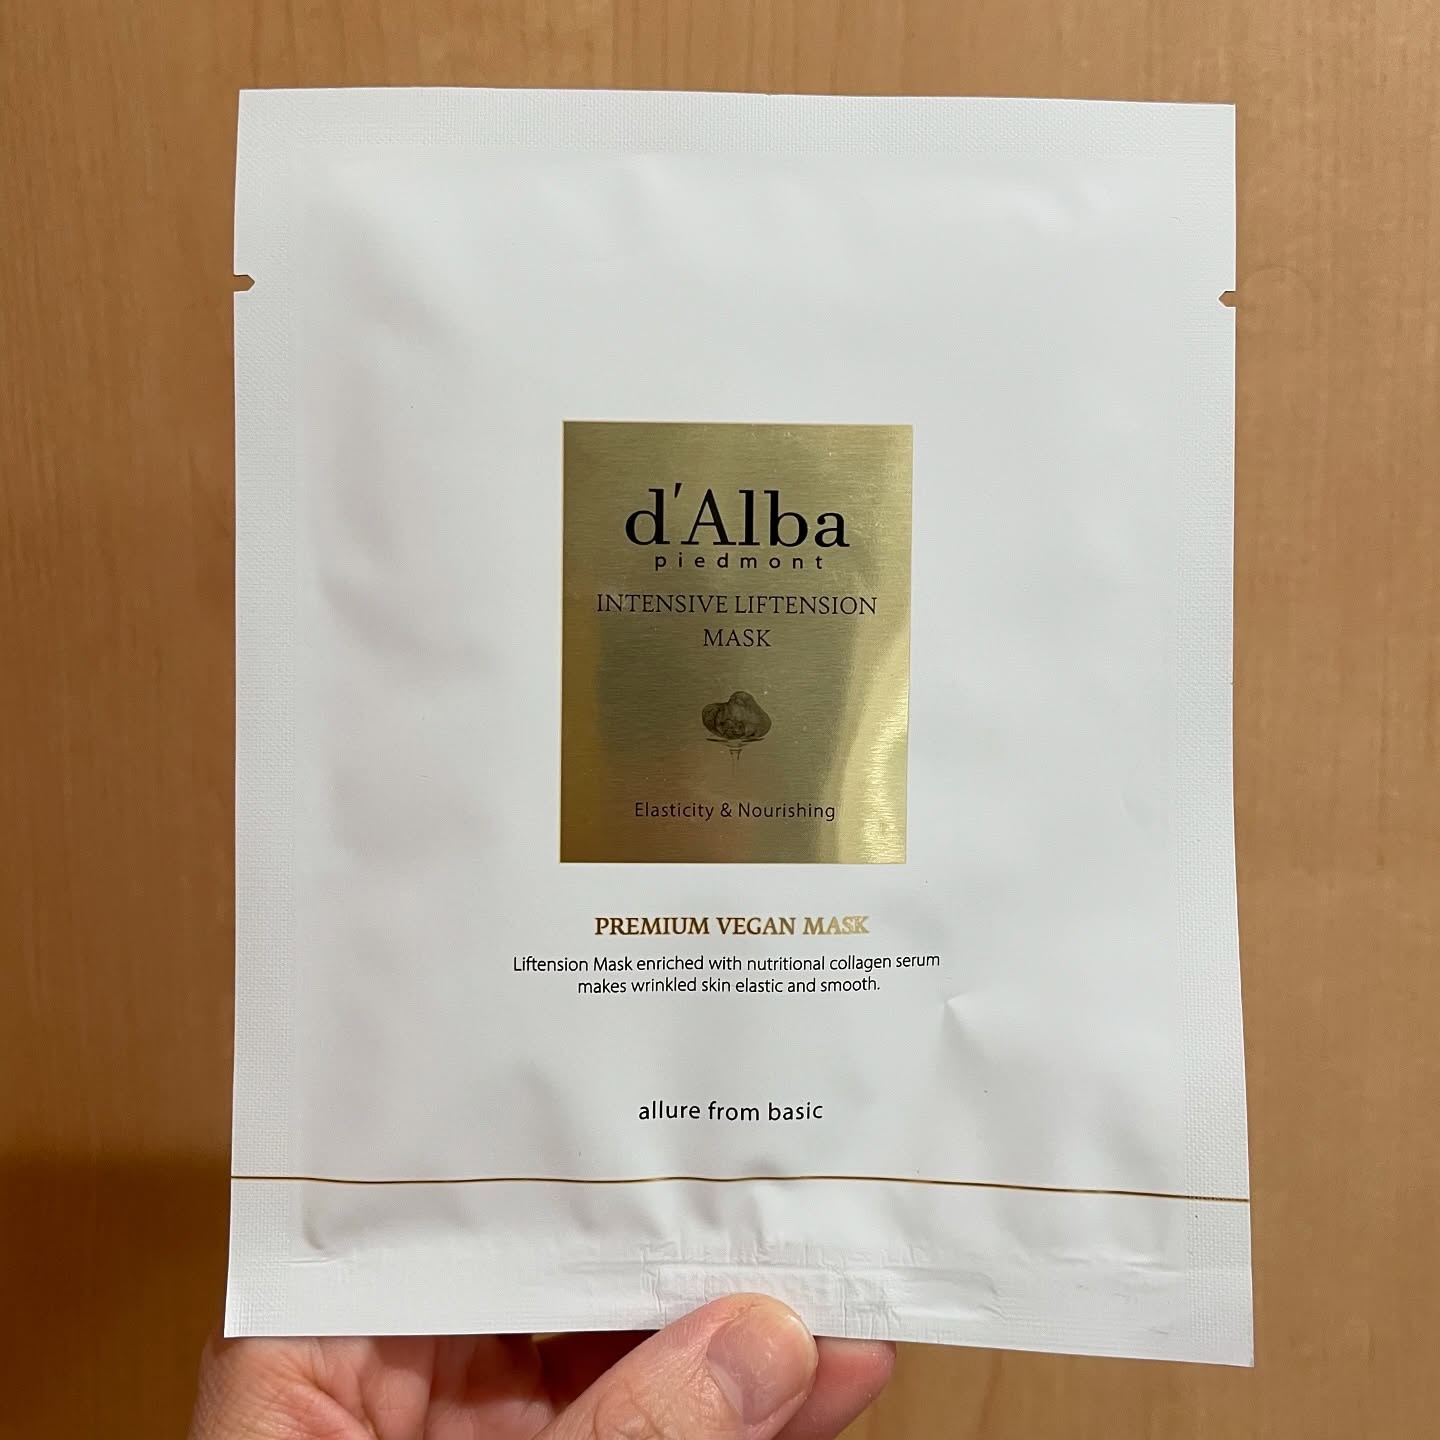 d'Alba
piedmont
INTENSIVE LIFTENSION
MASK
Elasticity & Nourishing
PREMIUM VEGAN MASK
Liftension Mask enriched with nutritional collagen serum
makes wrinkled skin elastic and smooth.
allure from basic